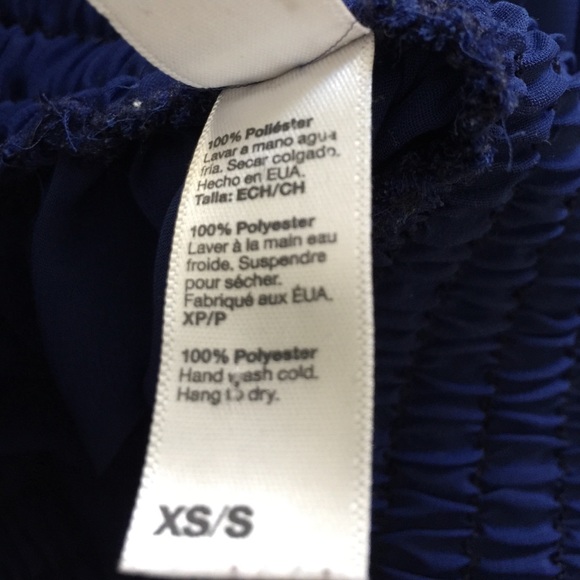 100% Poliéster
Lavar a mano agua
fría. Secar colgado.
Hecho en EUA.
Talla: ECH/CH
100% Polyester
Laver à la main eau
froide. Suspendre
pour sécher.
Fabriqué aux ÉUA.
XP/P
100% Polyester
Hand wash cold.
Hang to dry.
XS/S